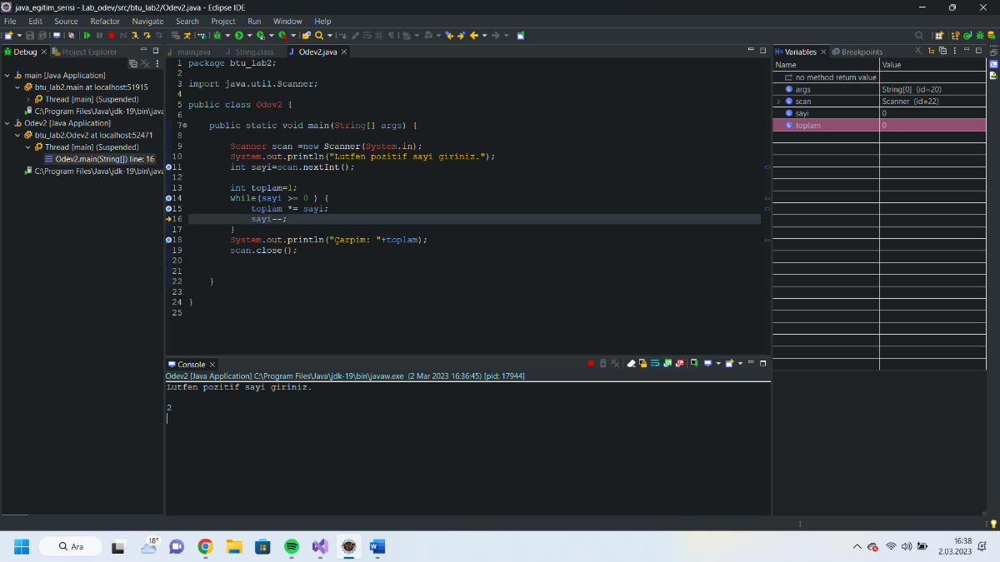 java_egitim_serisi - Lab_odev/src/btu_lab2/Odev2.java - Eclipse IDE
File Edit Source Refactor Navigate Search Project Run Window Help
Debug Project Explorer
main [Java Application]
btu_lab2.main at localhost:51915
Thread [main] (Suspended)
C:\Program Files\Java\jdk-19\bin\java
Odev2 [Java Application]
btu_lab2.Odev2 at localhost:52471
Thread [main] (Suspended)
Odev2.main(String[]) line: 16
C:\Program Files\Java\jdk-19\bin\java
main.java String.class Odev2.java
1 package btu_lab2;
2
3 import java.util.Scanner;
4
5 public class Odev2 {
6
7 public static void main(String[] args) {
8
9 Scanner scan =new Scanner(System.in);
10 System.out.println("Lutfen pozitif sayi giriniz.");
11 int sayi=scan.nextInt();
12
13 int toplam=1;
14 while(sayi >= 0 ) {
15 toplam *= sayi;
16 sayi--;
17 }
18 System.out.println("Çarpim: "+toplam);
19 scan.close();
20
21
22 }
23
24 }
25
Variables Breakpoints
Name Value
no method return value
args String[0] (id=20)
scan Scanner (id=22)
sayi 0
toplam 0
Console
Odev2 [Java Application] C:\Program Files\Java\jdk-19\bin\javaw.exe (2 Mar 2023 16:36:45) [pid: 17944]
Lutfen pozitif sayi giriniz.
2
Ara
18°
16:38
2.03.2023